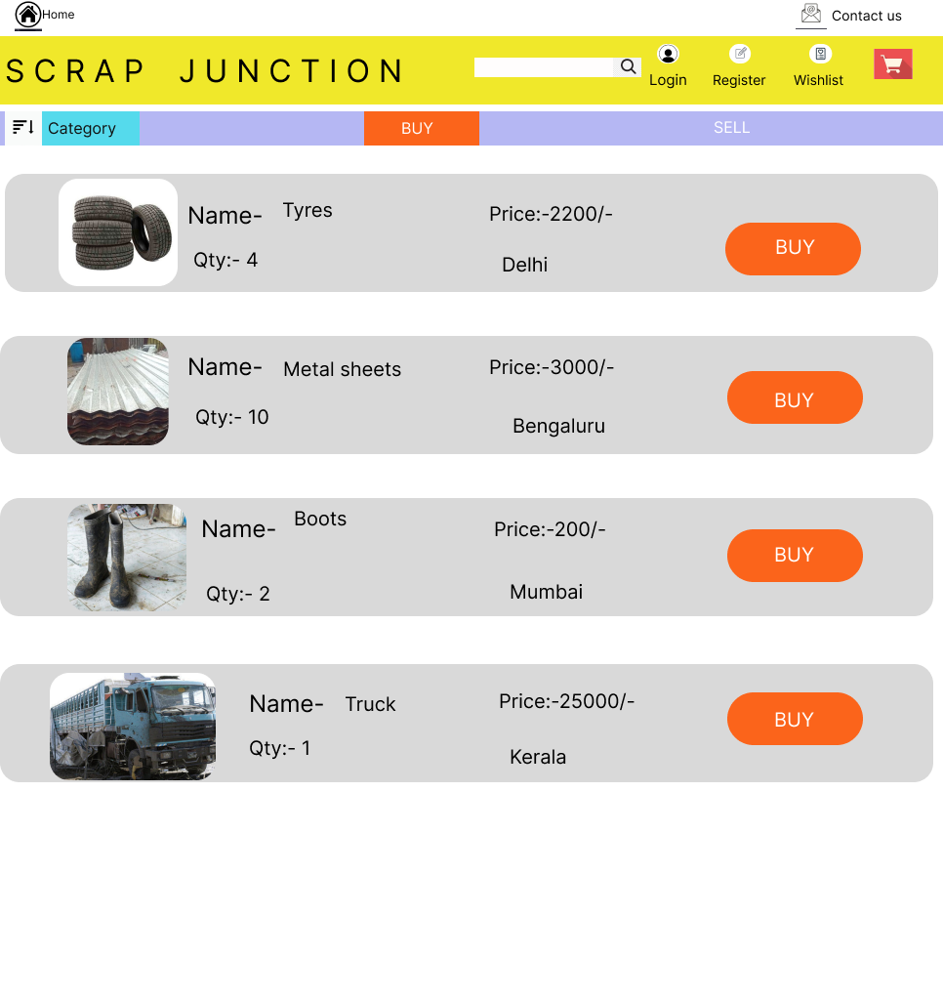 Home
Contact us
SCRAP JUNCTION
Login
Register
Wishlist
Category
BUY
SELL
Name- Tyres
Price:-2200/-
BUY
Qty:- 4
Delhi
Name- Metal sheets
Price:-3000/-
BUY
Qty:- 10
Bengaluru
Name- Boots
Price:-200/-
BUY
Qty:- 2
Mumbai
Name- Truck
Price:-25000/-
BUY
Qty:- 1
Kerala